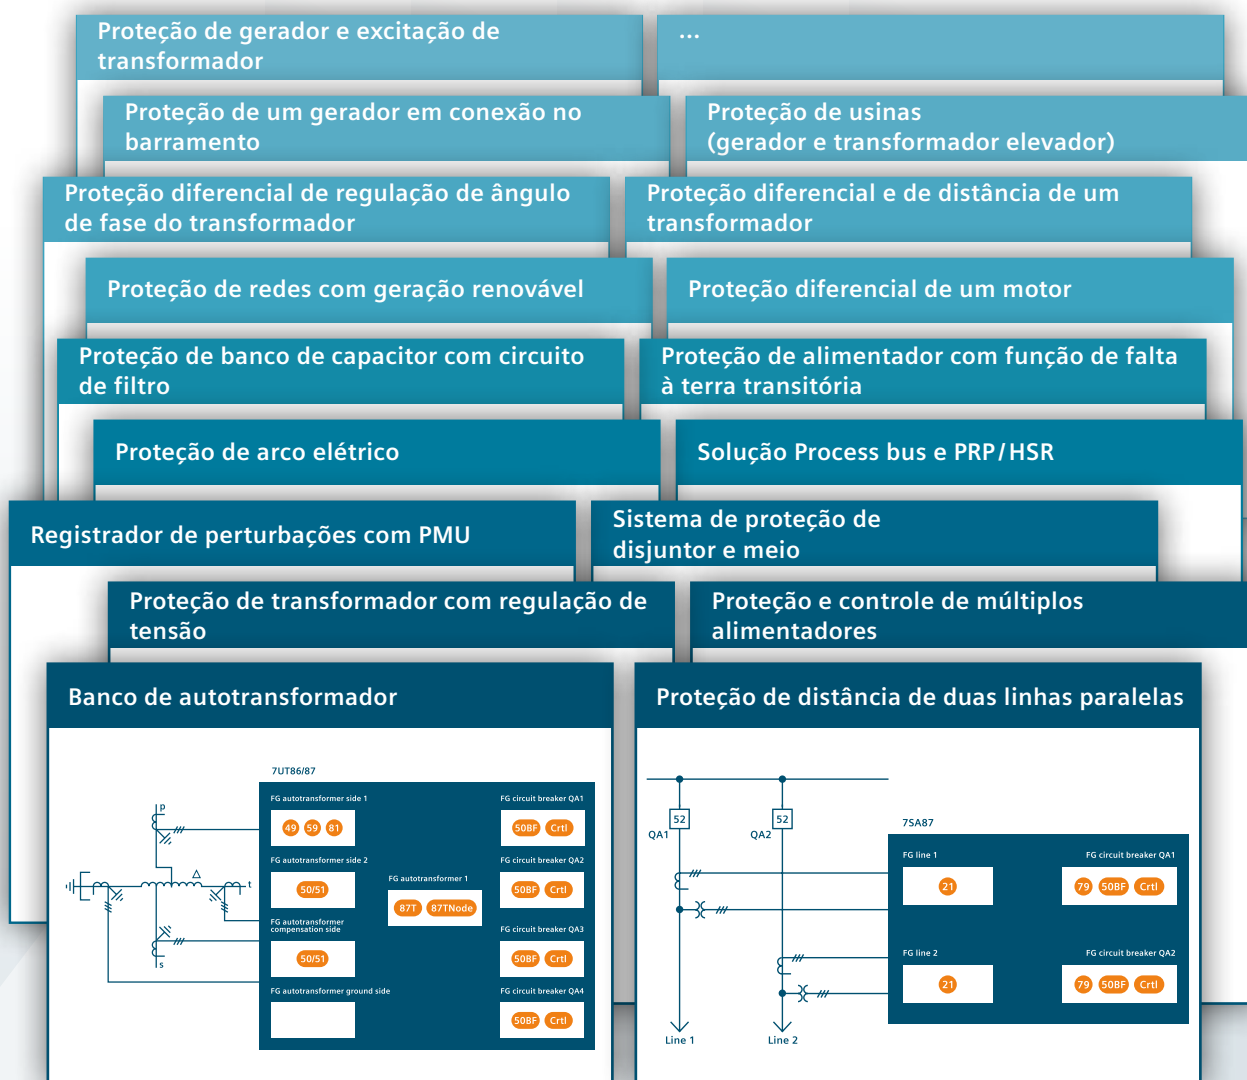 Proteção de gerador e excitação de
transformador
...
Proteção de um gerador em conexão no
barramento
Proteção de usinas
(gerador e transformador elevador)
Proteção diferencial de regulação de ângulo
de fase do transformador
Proteção diferencial e de distância de um
transformador
Proteção de redes com geração renovável
Proteção diferencial de um motor
Proteção de banco de capacitor com circuito
de filtro
Proteção de alimentador com função de falta
à terra transitória
Proteção de arco elétrico
Solução Process bus e PRP/HSR
Registrador de perturbações com PMU
Sistema de proteção de
disjuntor e meio
Proteção de transformador com regulação de
tensão
Proteção e controle de múltiplos
alimentadores
Banco de autotransformador
7UT86/87
FG autotransformer side 1
49 59 81
FG circuit breaker QA1
50BF Crtl
FG autotransformer side 2
50/51
FG autotransformer 1
87T 87TNode
FG circuit breaker QA2
50BF Crtl
FG autotransformer
compensation side
50/51
FG circuit breaker QA3
50BF Crtl
FG autotransformer ground side
FG circuit breaker QA4
50BF Crtl
p
t
s
Proteção de distância de duas linhas paralelas
52
QA1
52
QA2
7SA87
FG line 1
21
FG circuit breaker QA1
79 50BF Crtl
FG line 2
21
FG circuit breaker QA2
79 50BF Crtl
Line 1
Line 2